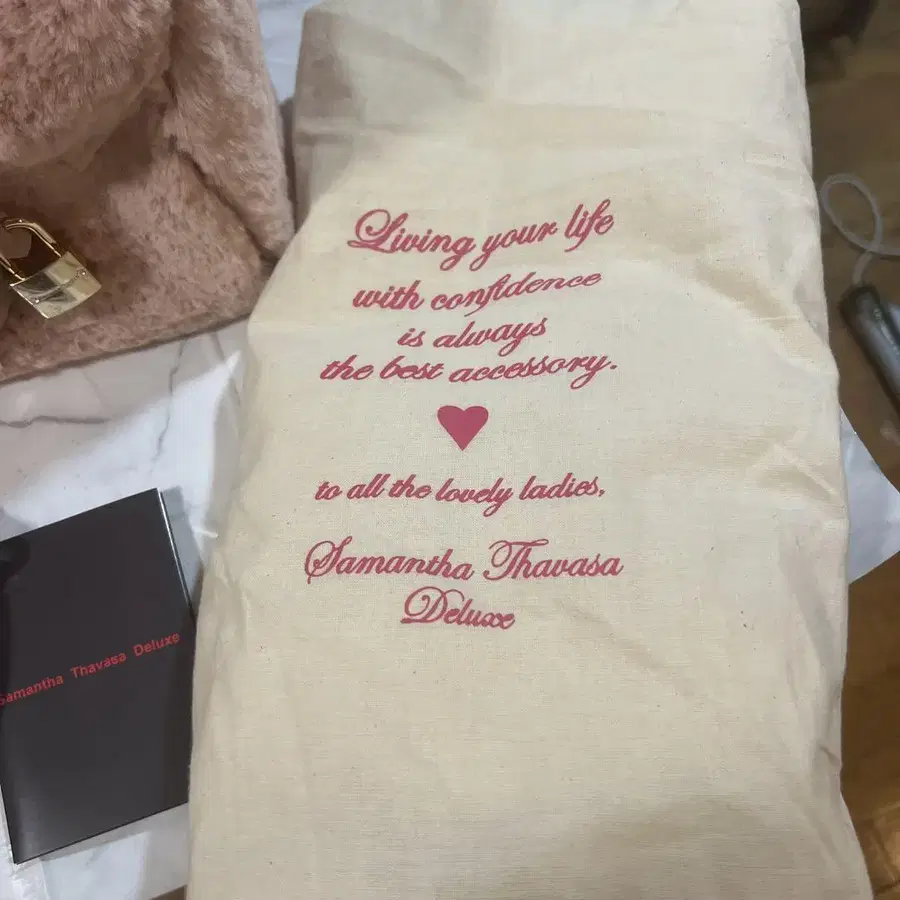 Living your life
with confidence
is always
the best accessory.
to all the lovely ladies,
Samantha Thavasa
Deluxe
Samantha Thavasa Deluxe